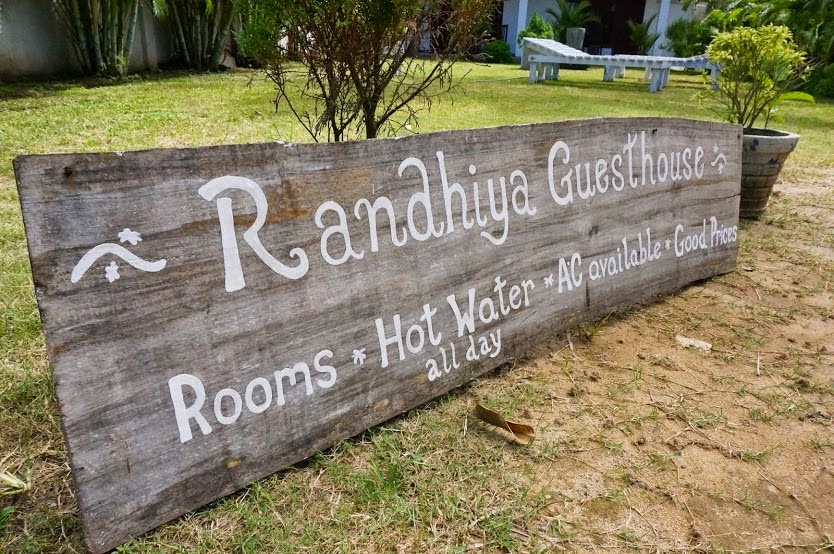 Randhiya Guesthouse
Rooms * Hot Water * AC available * Good Prices
all day